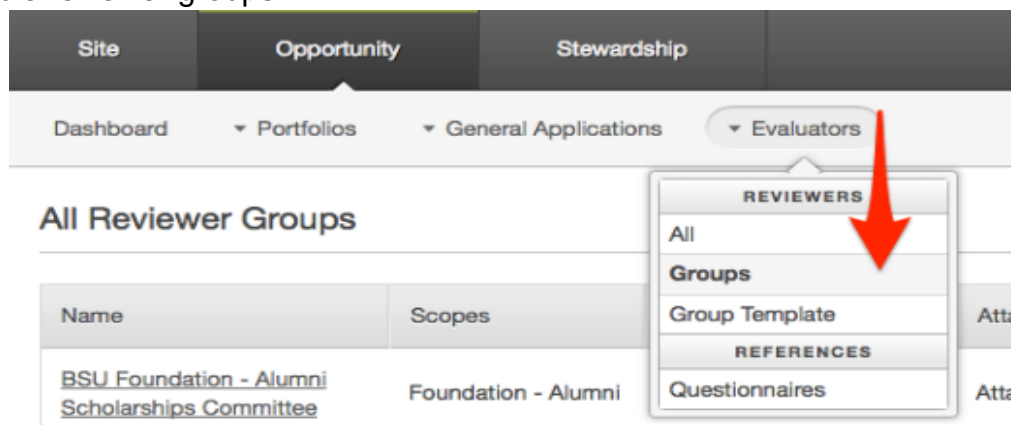 groups
Site Opportunity Stewardship
Dashboard Portfolios General Applications Evaluators
REVIEWERS
All Reviewer Groups
All
Groups
Name Scopes Group Template
REFERENCES
BSU Foundation - Alumni
Scholarships Committee
Foundation - Alumni
Questionnaires